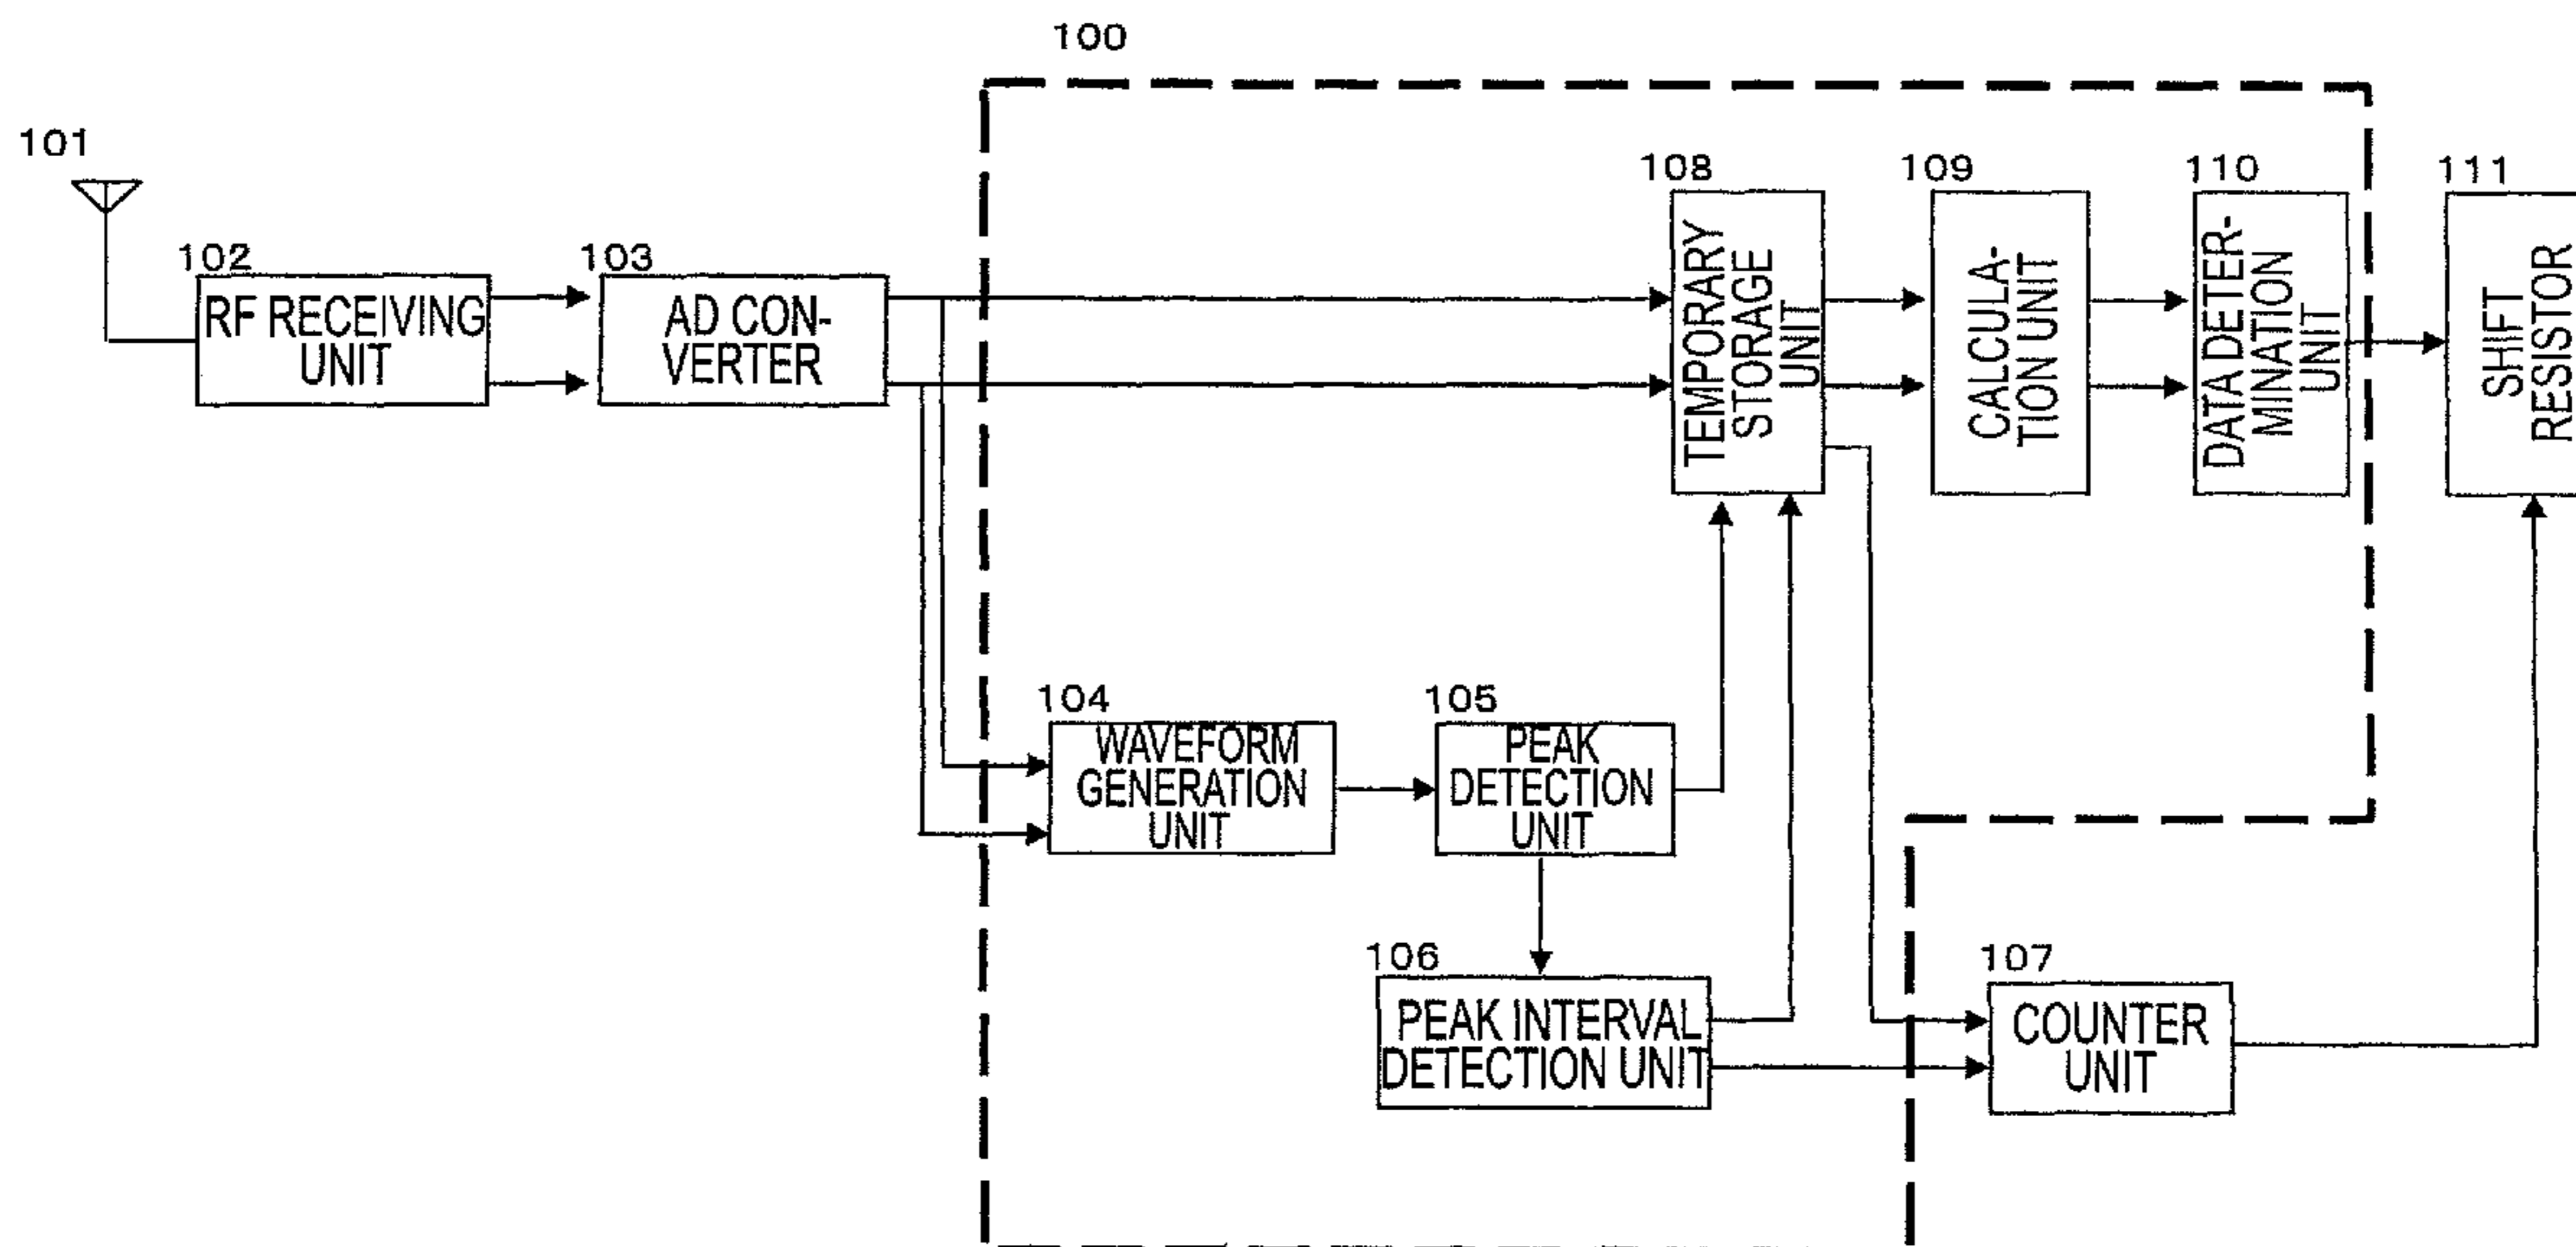 100
101
102
RF RECEIVING
UNIT
103
AD CON-
VERTER
108
TEMPORARY
STORAGE
UNIT
109
CALCULA-
TION UNIT
110
DATA DETER-
MINATION
UNIT
111
SHIFT
RESISTOR
104
WAVEFORM
GENERATION
UNIT
105
PEAK
DETECTION
UNIT
106
PEAK INTERVAL
DETECTION UNIT
107
COUNTER
UNIT